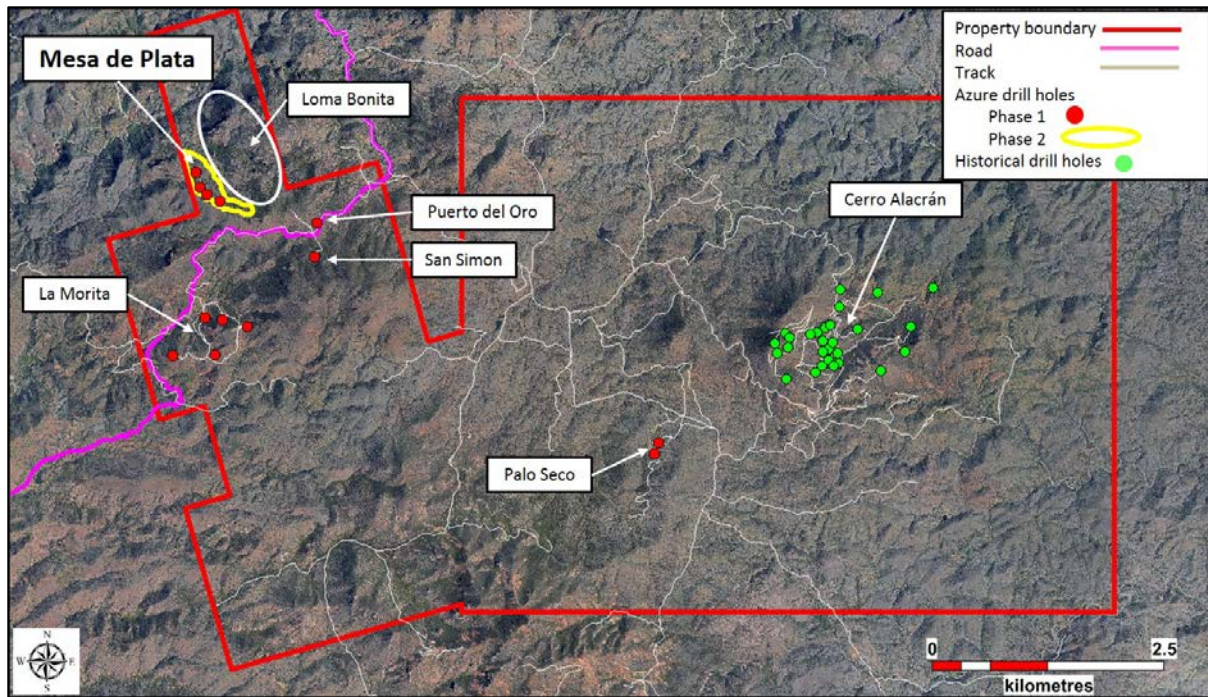 Mesa de Plata
Loma Bonita
Property boundary
Road
Track
Azure drill holes
Phase 1
Phase 2
Historical drill holes
Cerro Alacrán
Puerto del Oro
San Simon
La Morita
Palo Seco
N
W E
S
0 2.5
kilometres